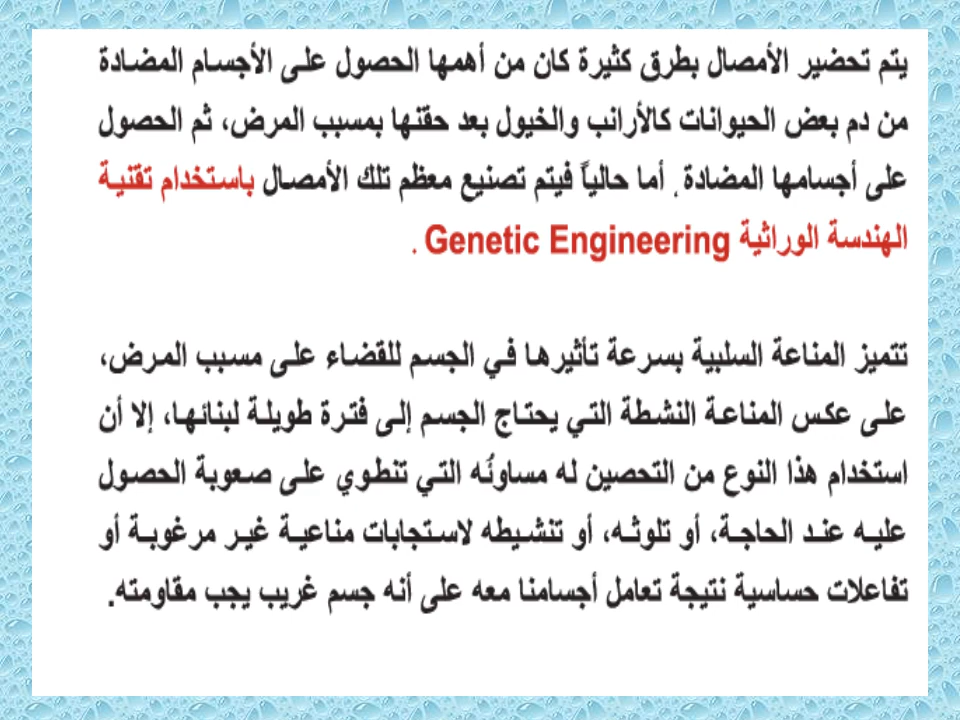 يتم تحضير الأمصال بطرق كثيرة كان من أهمها الحصول على الأجسام المضادة
من دم بعض الحيوانات كالأرانب والخيول بعد حقنها بمسبب المرض، ثم الحصول
على أجسامها المضادة . أما حالياً فيتم تصنيع معظم تلك الأمصال باستخدام تقنية
الهندسة الوراثية Genetic Engineering .
تتميز المناعة السلبية بسرعة تأثيرها في الجسم للقضاء على مسبب المرض،
على عكس المناعة النشطة التي يحتاج الجسم إلى فترة طويلة لبنائها، إلا أن
استخدام هذا النوع من التحصين له مساوئه التي تنطوي على صعوبة الحصول
عليه عند الحاجة، أو تلوثه، أو تنشيطه لاستجابات مناعية غير مرغوبة أو
تفاعلات حساسية نتيجة تعامل أجسامنا معه على أنه جسم غريب يجب مقاومته.